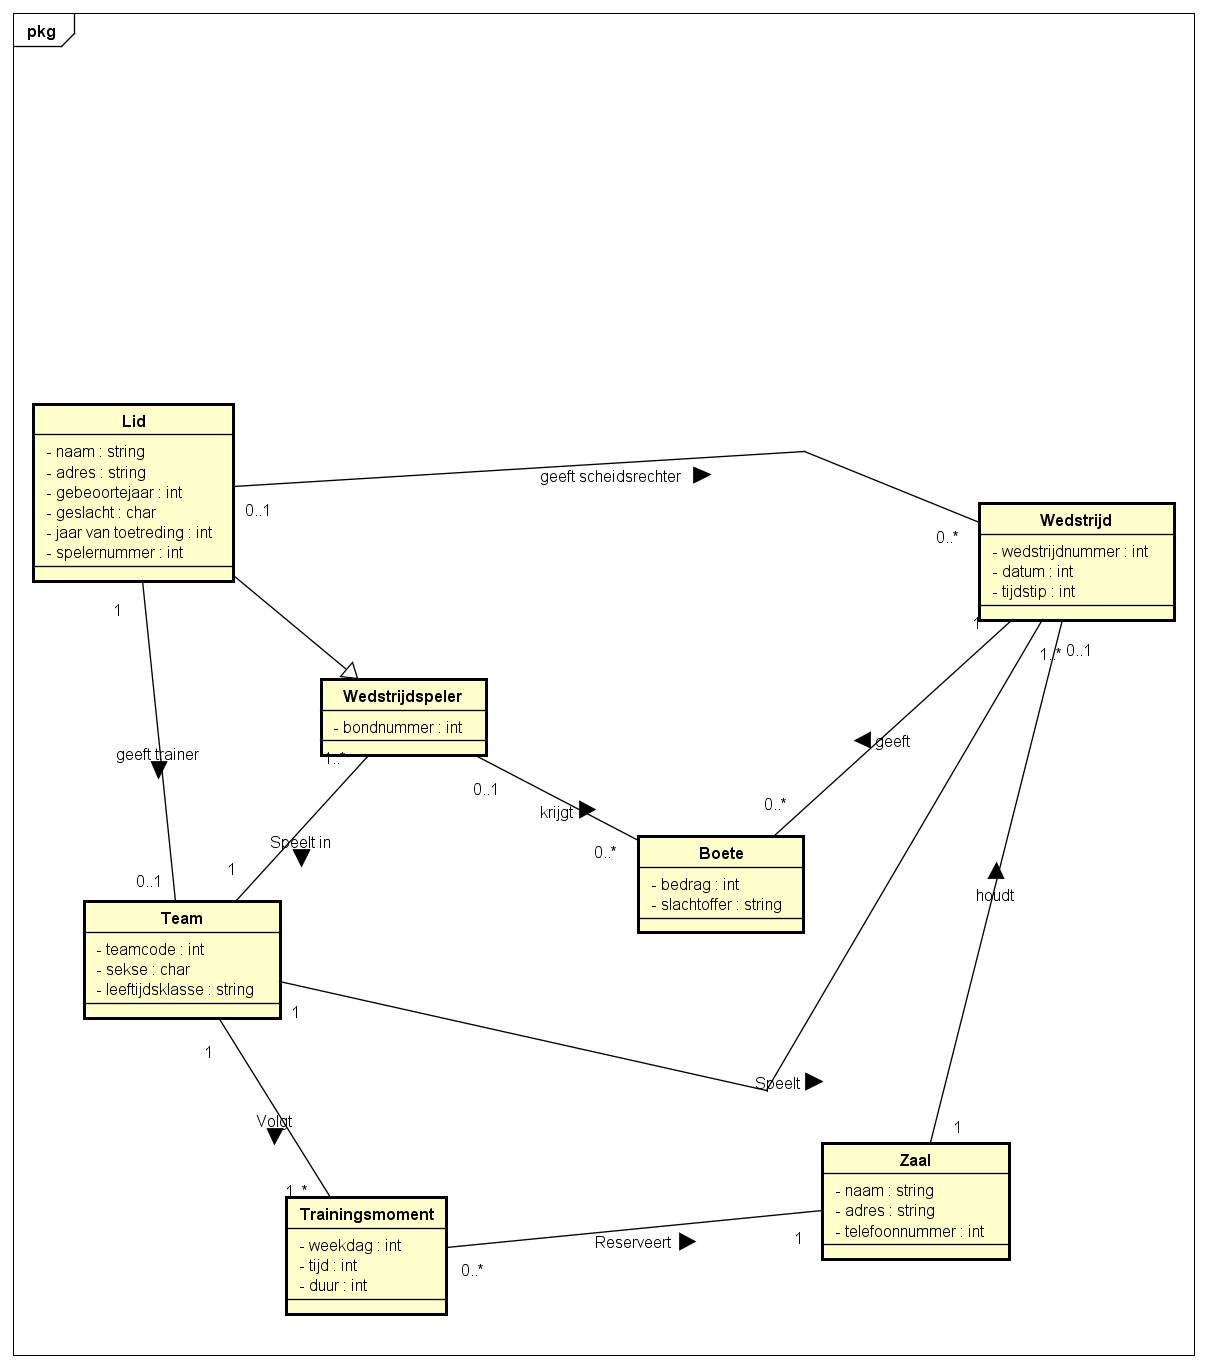 pkg
Lid
- naam : string
- adres : string
- gebeoortejaar : int
- geslacht : char
- jaar van toetreding : int
- spelernummer : int
geeft scheidsrechter
0..1
0..*
Wedstrijd
- wedstrijdnummer : int
- datum : int
- tijdstip : int
1
1
1..*
0..1
Wedstrijdspeler
- bondnummer : int
1..*
geeft trainer
geeft
0..1
krijgt
0..*
0..*
Speelt in
1
0..1
Boete
- bedrag : int
- slachtoffer : string
houdt
Team
- teamcode : int
- sekse : char
- leeftijdsklasse : string
1
1
Speelt
Volgt
1
1..*
Zaal
- naam : string
- adres : string
- telefoonnummer : int
Trainingsmoment
- weekdag : int
- tijd : int
- duur : int
Reserveert
1
0..*